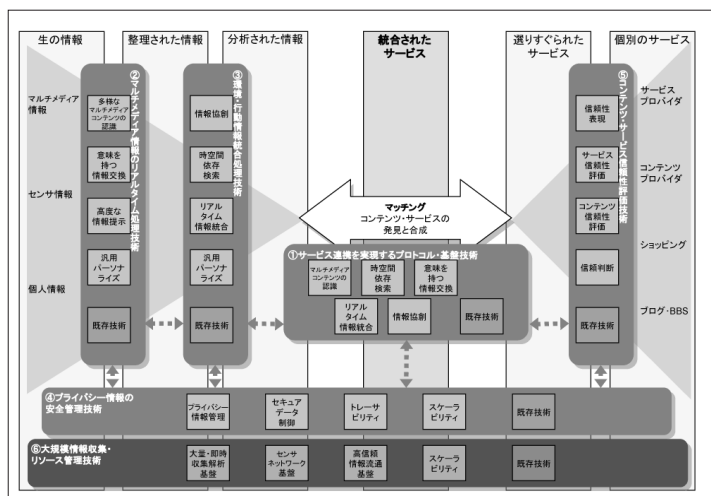 生の情報
整理された情報
分析された情報
統合された
サービス
選りすぐられた
サービス
個別のサービス
マルチメディア
情報
センサ情報
個人情報
②マルチメディア情報のリアルタイム処理技術
多様な
マルチメディア
コンテンツの
認識
意味を
持つ
情報交換
高度な
情報提示
汎用
パーソナ
ライズ
既存技術
③環境・行動情報統合処理技術
情報協創
時空間
依存
検索
リアル
タイム
情報統合
汎用
パーソナ
ライズ
既存技術
マッチング
コンテンツ・サービスの
発見と合成
①サービス連携を実現するプロトコル・基盤技術
マルチメディア
コンテンツの
認識
時空間
依存
検索
意味を
持つ
情報交換
リアル
タイム
情報統合
情報協創
既存技術
⑤コンテンツ・サービス信頼性評価技術
信頼性
表現
サービス
信頼性
評価
コンテンツ
信頼性
評価
信頼判断
既存技術
サービス
プロバイダ
コンテンツ
プロバイダ
ショッピング
ブログ・BBS
④プライバシー情報の
安全管理技術
プライバシー
情報管理
セキュア
データ
制御
トレーサ
ビリティ
スケーラ
ビリティ
既存技術
⑥大規模情報収集・
リソース管理技術
大量・即時
収集解析
基盤
センサ
ネットワーク
基盤
高信頼
情報流通
基盤
スケーラ
ビリティ
既存技術